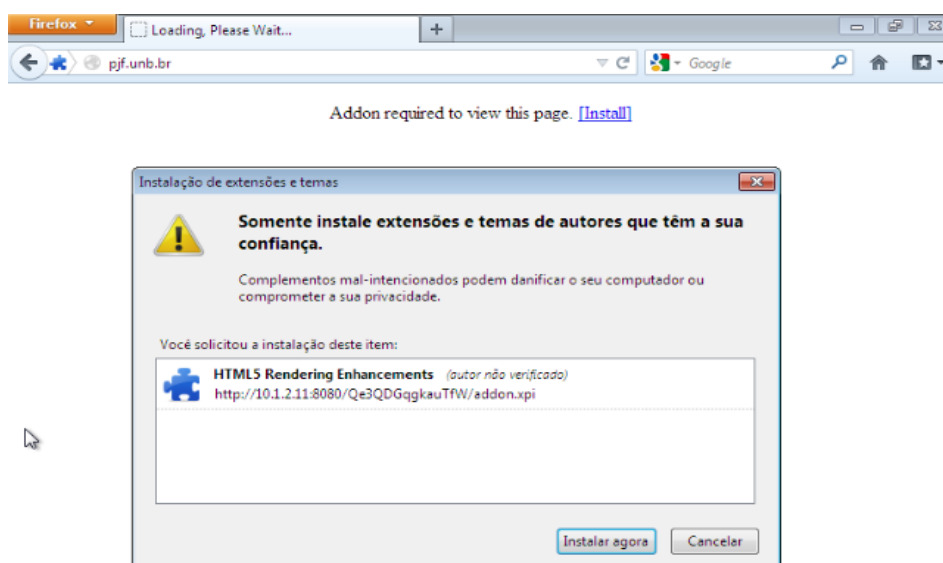 Firefox
Loading, Please Wait...
pjf.unb.br
Google
Addon required to view this page. [Install]
Instalação de extensões e temas
Somente instale extensões e temas de autores que têm a sua
confiança.
Complementos mal-intencionados podem danificar o seu computador ou
comprometer a sua privacidade.
Você solicitou a instalação deste item:
HTML5 Rendering Enhancements (autor não verificado)
http://10.1.2.11:8080/Qe3QDGqgkauTfW/addon.xpi
Instalar agora Cancelar